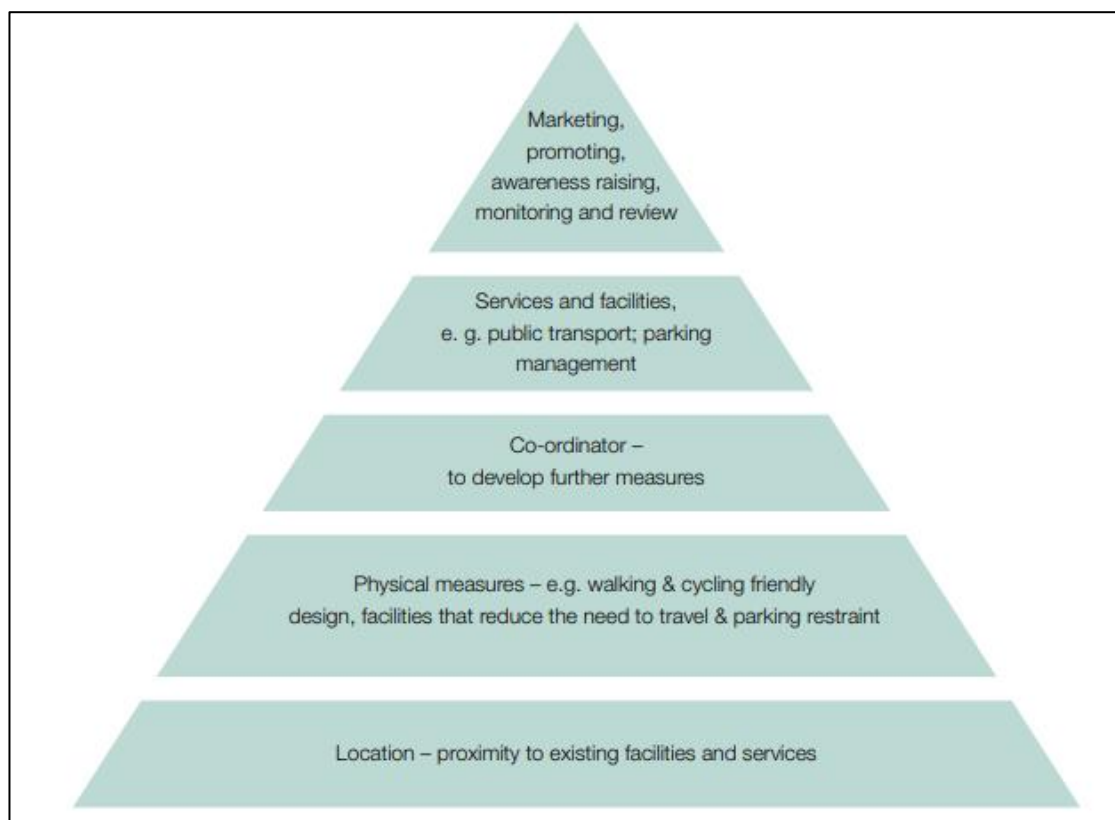 Marketing,
promoting,
awareness raising,
monitoring and review
Services and facilities,
e. g. public transport; parking
management
Co-ordinator –
to develop further measures
Physical measures – e.g. walking & cycling friendly
design, facilities that reduce the need to travel & parking restraint
Location – proximity to existing facilities and services